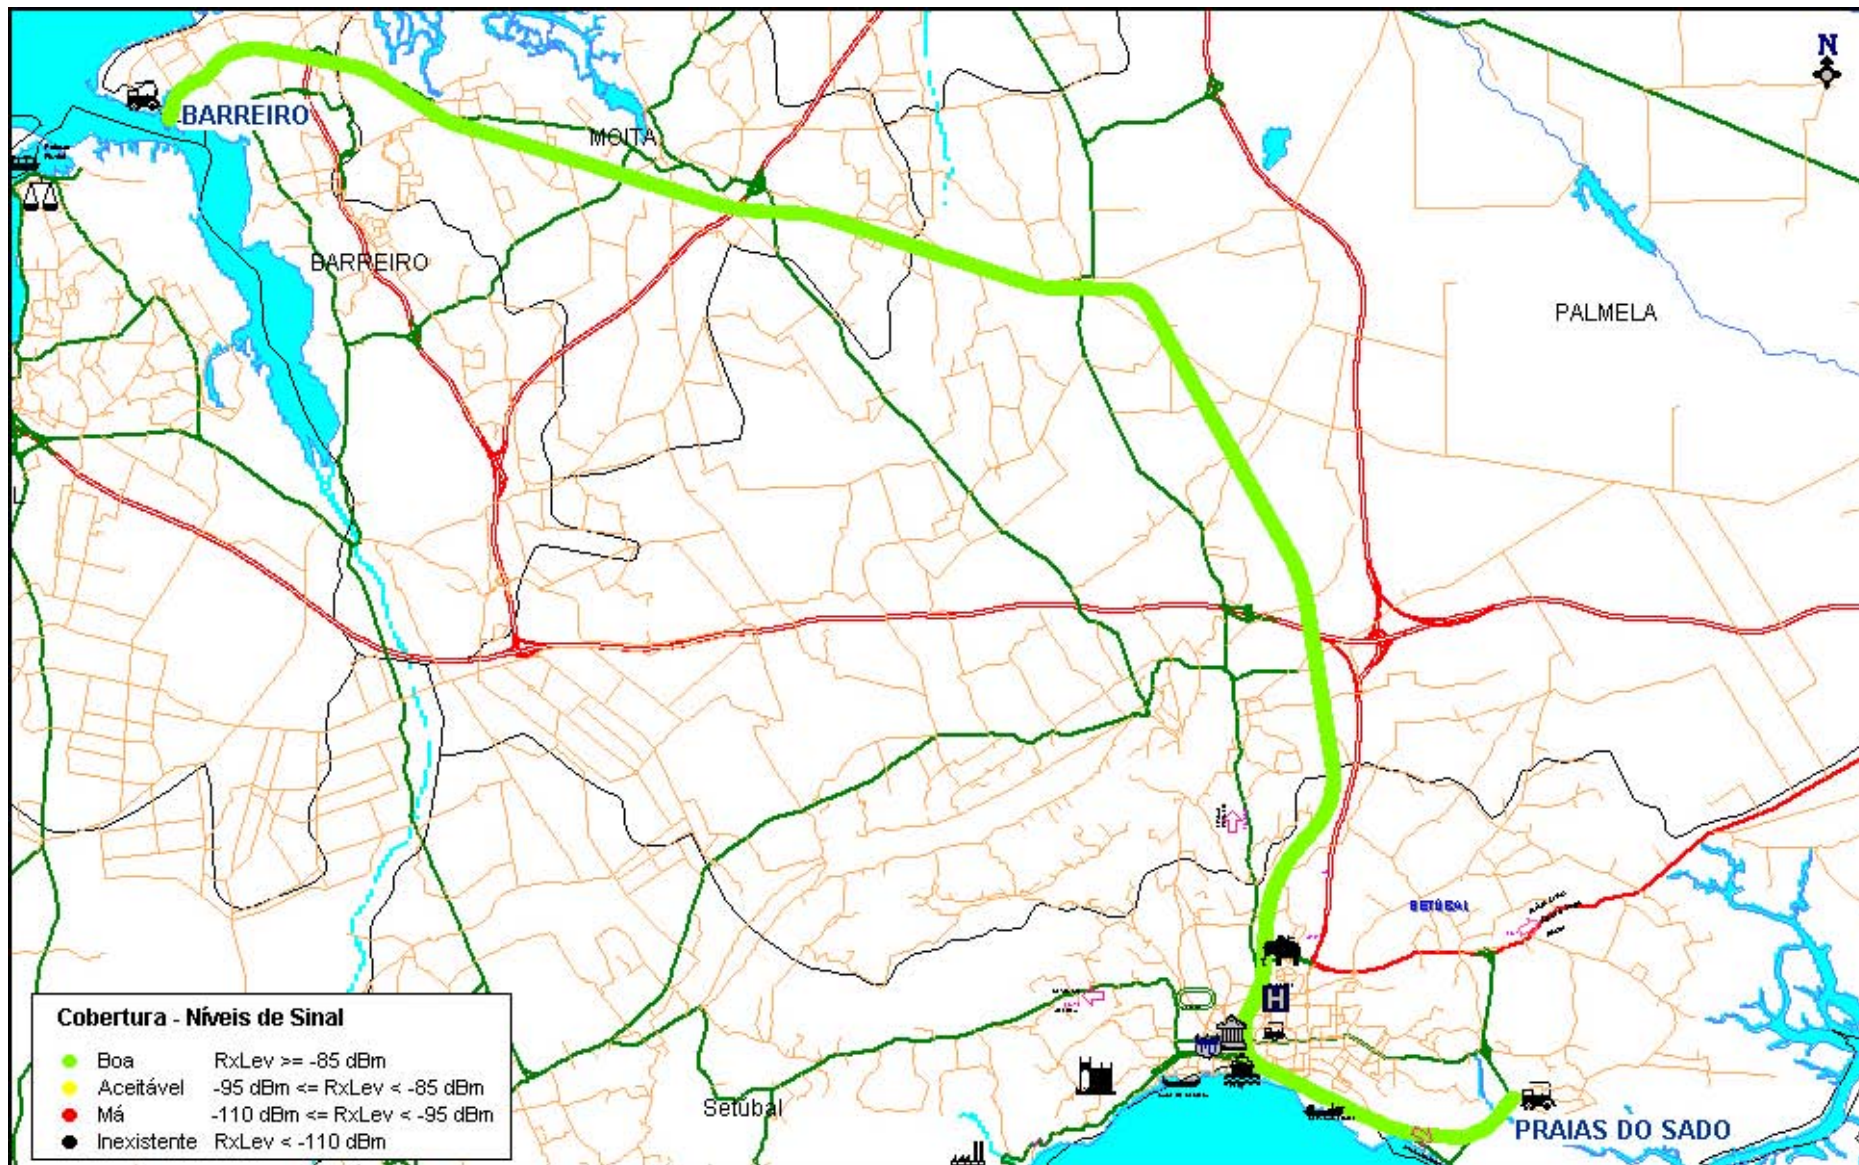 N
BARREIRO
MOITA
BARREIRO
PALMELA
SETÚBAL
H
Setúbal
PRAIAS DO SADO
Cobertura - Níveis de Sinal
Boa RxLev >= -85 dBm
Aceitável -95 dBm <= RxLev < -85 dBm
Má -110 dBm <= RxLev < -95 dBm
Inexistente RxLev < -110 dBm